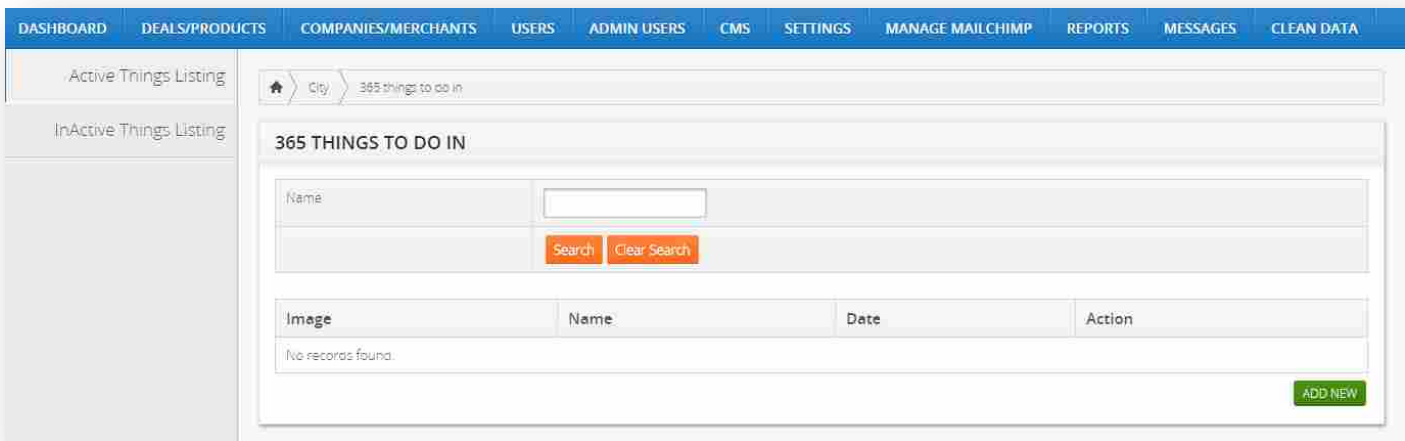 DASHBOARD DEALS/PRODUCTS COMPANIES/MERCHANTS USERS ADMIN USERS CMS SETTINGS MANAGE MAILCHIMP REPORTS MESSAGES CLEAN DATA
Active Things Listing
InActive Things Listing
City 365 things to do in
365 THINGS TO DO IN
Name
Search Clear Search
Image Name Date Action
No records found.
ADD NEW